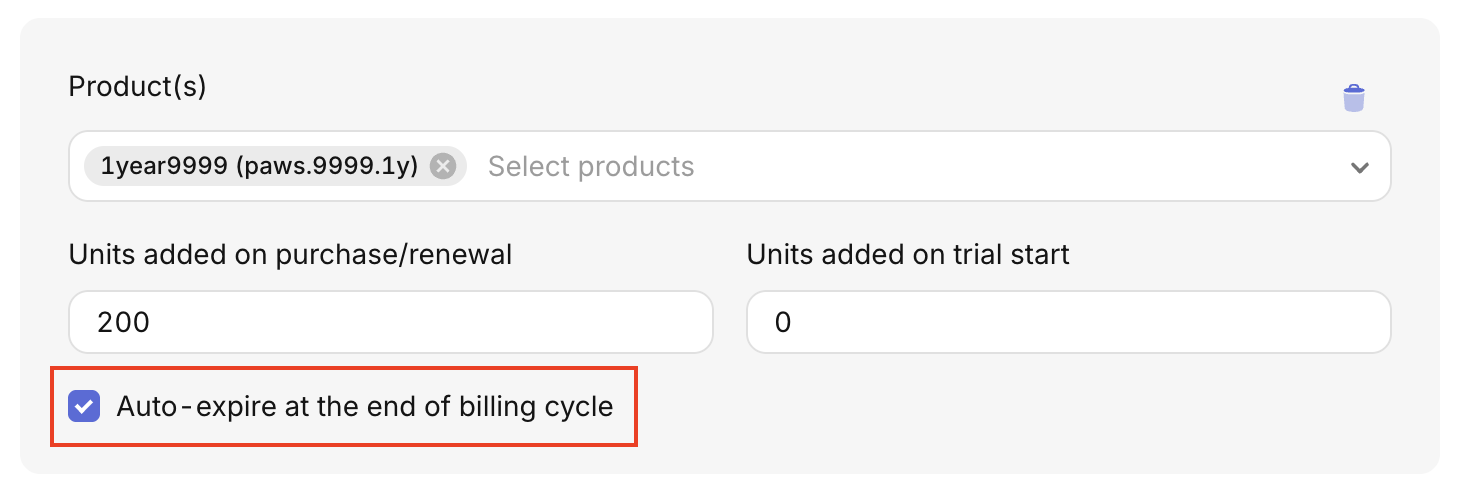 Product(s)
1year9999 (paws.9999.1y) Select products
Units added on purchase/renewal Units added on trial start
200 0
Auto-expire at the end of billing cycle